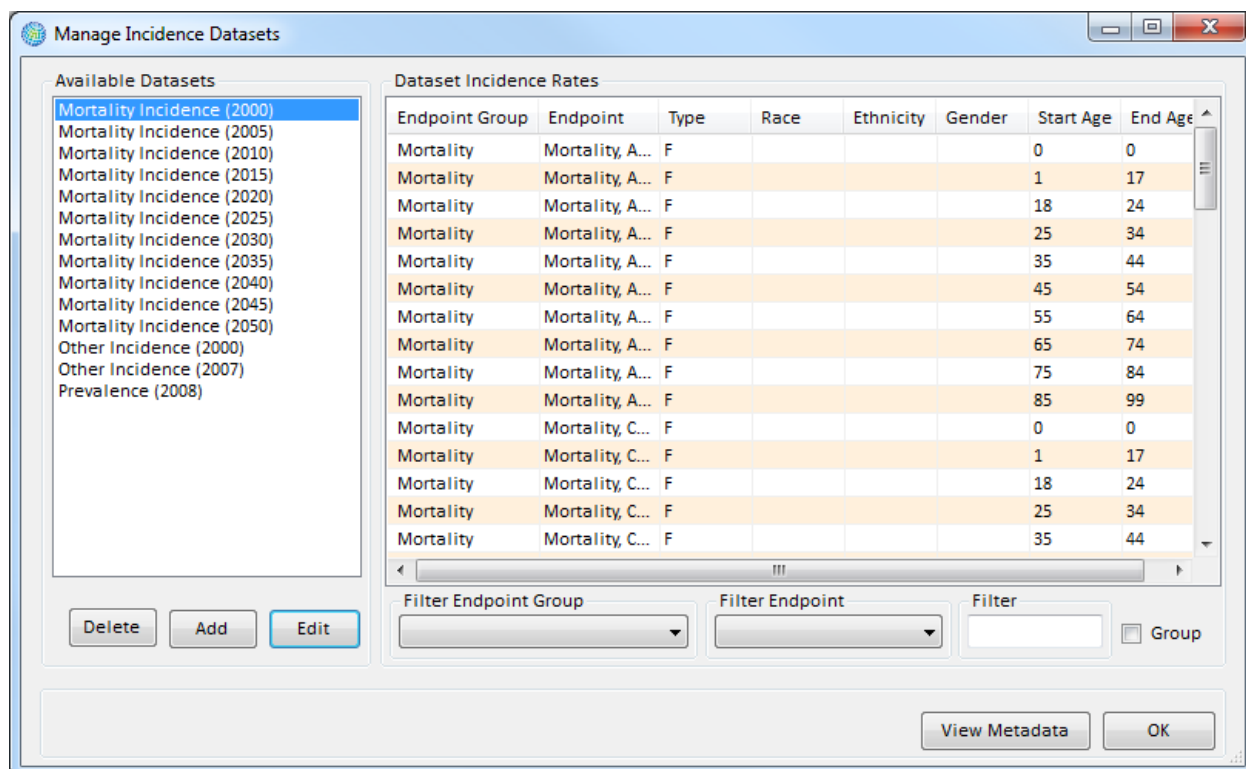 Manage Incidence Datasets
Available Datasets
Mortality Incidence (2000)
Mortality Incidence (2005)
Mortality Incidence (2010)
Mortality Incidence (2015)
Mortality Incidence (2020)
Mortality Incidence (2025)
Mortality Incidence (2030)
Mortality Incidence (2035)
Mortality Incidence (2040)
Mortality Incidence (2045)
Mortality Incidence (2050)
Other Incidence (2000)
Other Incidence (2007)
Prevalence (2008)
Delete Add Edit
Dataset Incidence Rates
Endpoint Group Endpoint Type Race Ethnicity Gender Start Age End Age
Mortality Mortality, A... F 0 0
Mortality Mortality, A... F 1 17
Mortality Mortality, A... F 18 24
Mortality Mortality, A... F 25 34
Mortality Mortality, A... F 35 44
Mortality Mortality, A... F 45 54
Mortality Mortality, A... F 55 64
Mortality Mortality, A... F 65 74
Mortality Mortality, A... F 75 84
Mortality Mortality, A... F 85 99
Mortality Mortality, C... F 0 0
Mortality Mortality, C... F 1 17
Mortality Mortality, C... F 18 24
Mortality Mortality, C... F 25 34
Mortality Mortality, C... F 35 44
Filter Endpoint Group Filter Endpoint Filter
Group
View Metadata OK